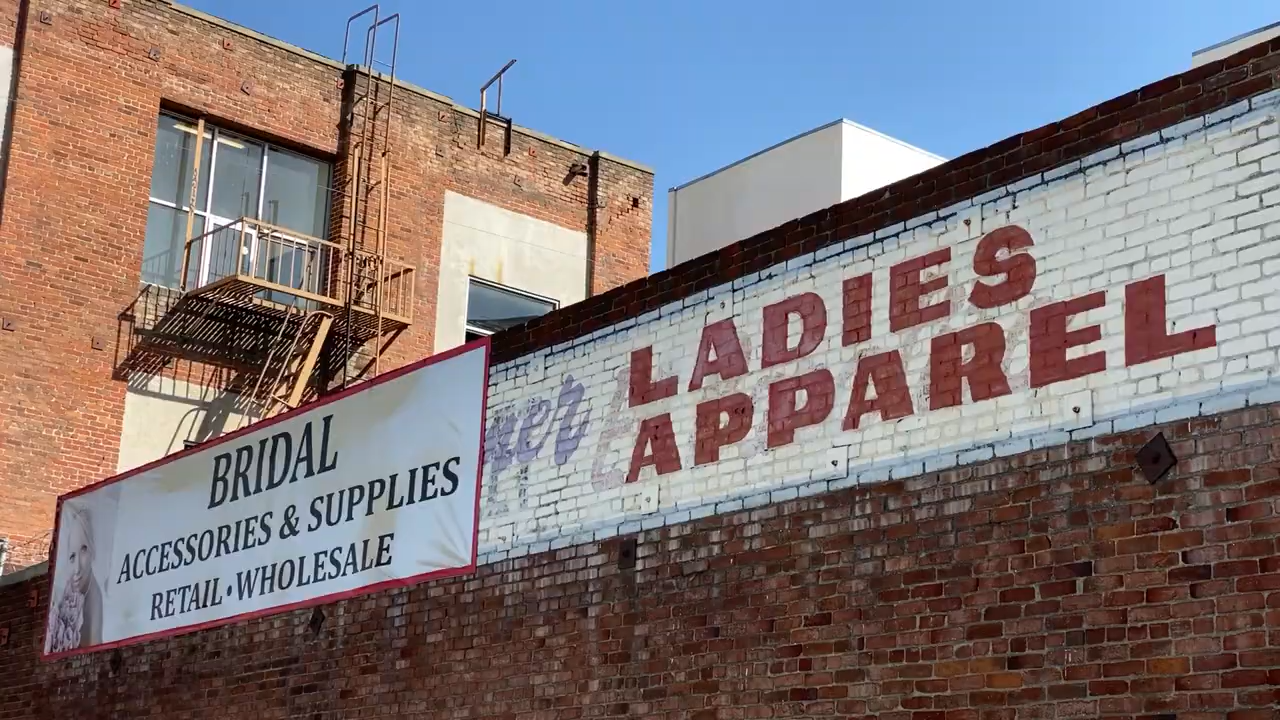 BRIDAL
ACCESSORIES & SUPPLIES
RETAIL • WHOLESALE
LADIES
APPAREL